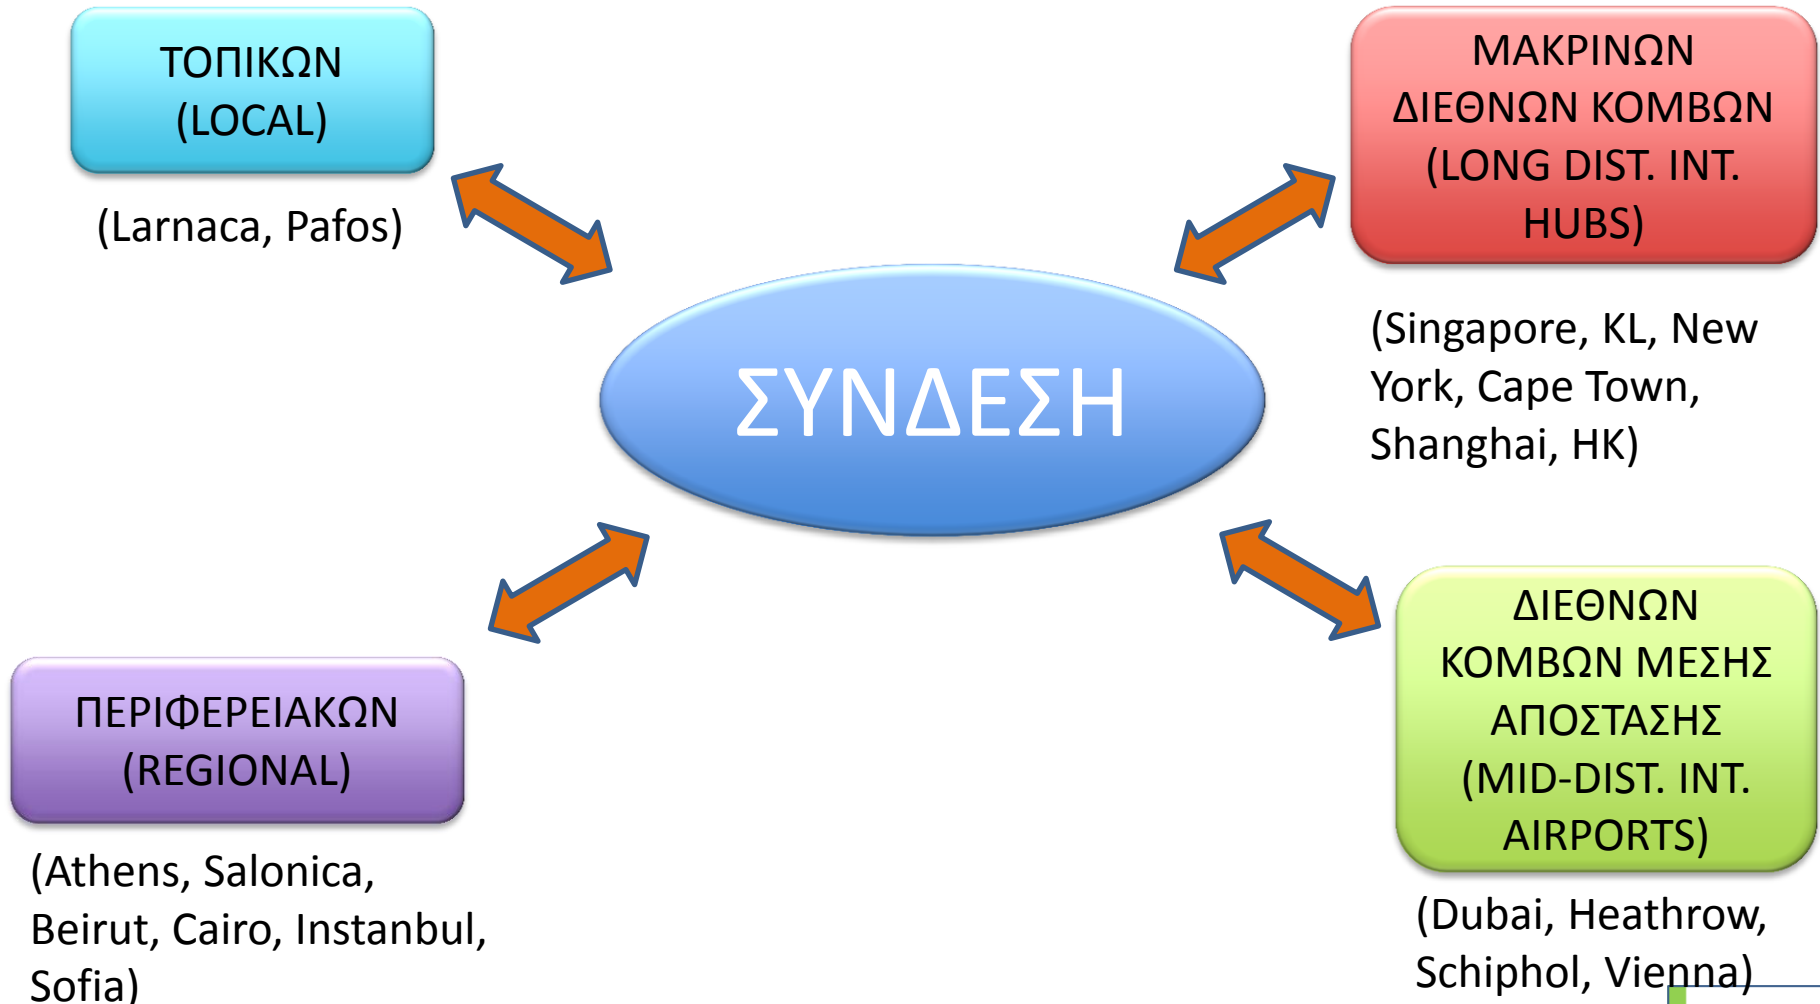 ΤΟΠΙΚΩΝ
(LOCAL)
(Larnaca, Pafos)
ΜΑΚΡΙΝΩΝ
ΔΙΕΘΝΩΝ ΚΟΜΒΩΝ
(LONG DIST. INT.
HUBS)
(Singapore, KL, New
York, Cape Town,
Shanghai, HK)
ΣΥΝΔΕΣΗ
ΠΕΡΙΦΕΡΕΙΑΚΩΝ
(REGIONAL)
(Athens, Salonica,
Beirut, Cairo, Instanbul,
Sofia)
ΔΙΕΘΝΩΝ
ΚΟΜΒΩΝ ΜΕΣΗΣ
ΑΠΟΣΤΑΣΗΣ
(MID-DIST. INT.
AIRPORTS)
(Dubai, Heathrow,
Schiphol, Vienna)